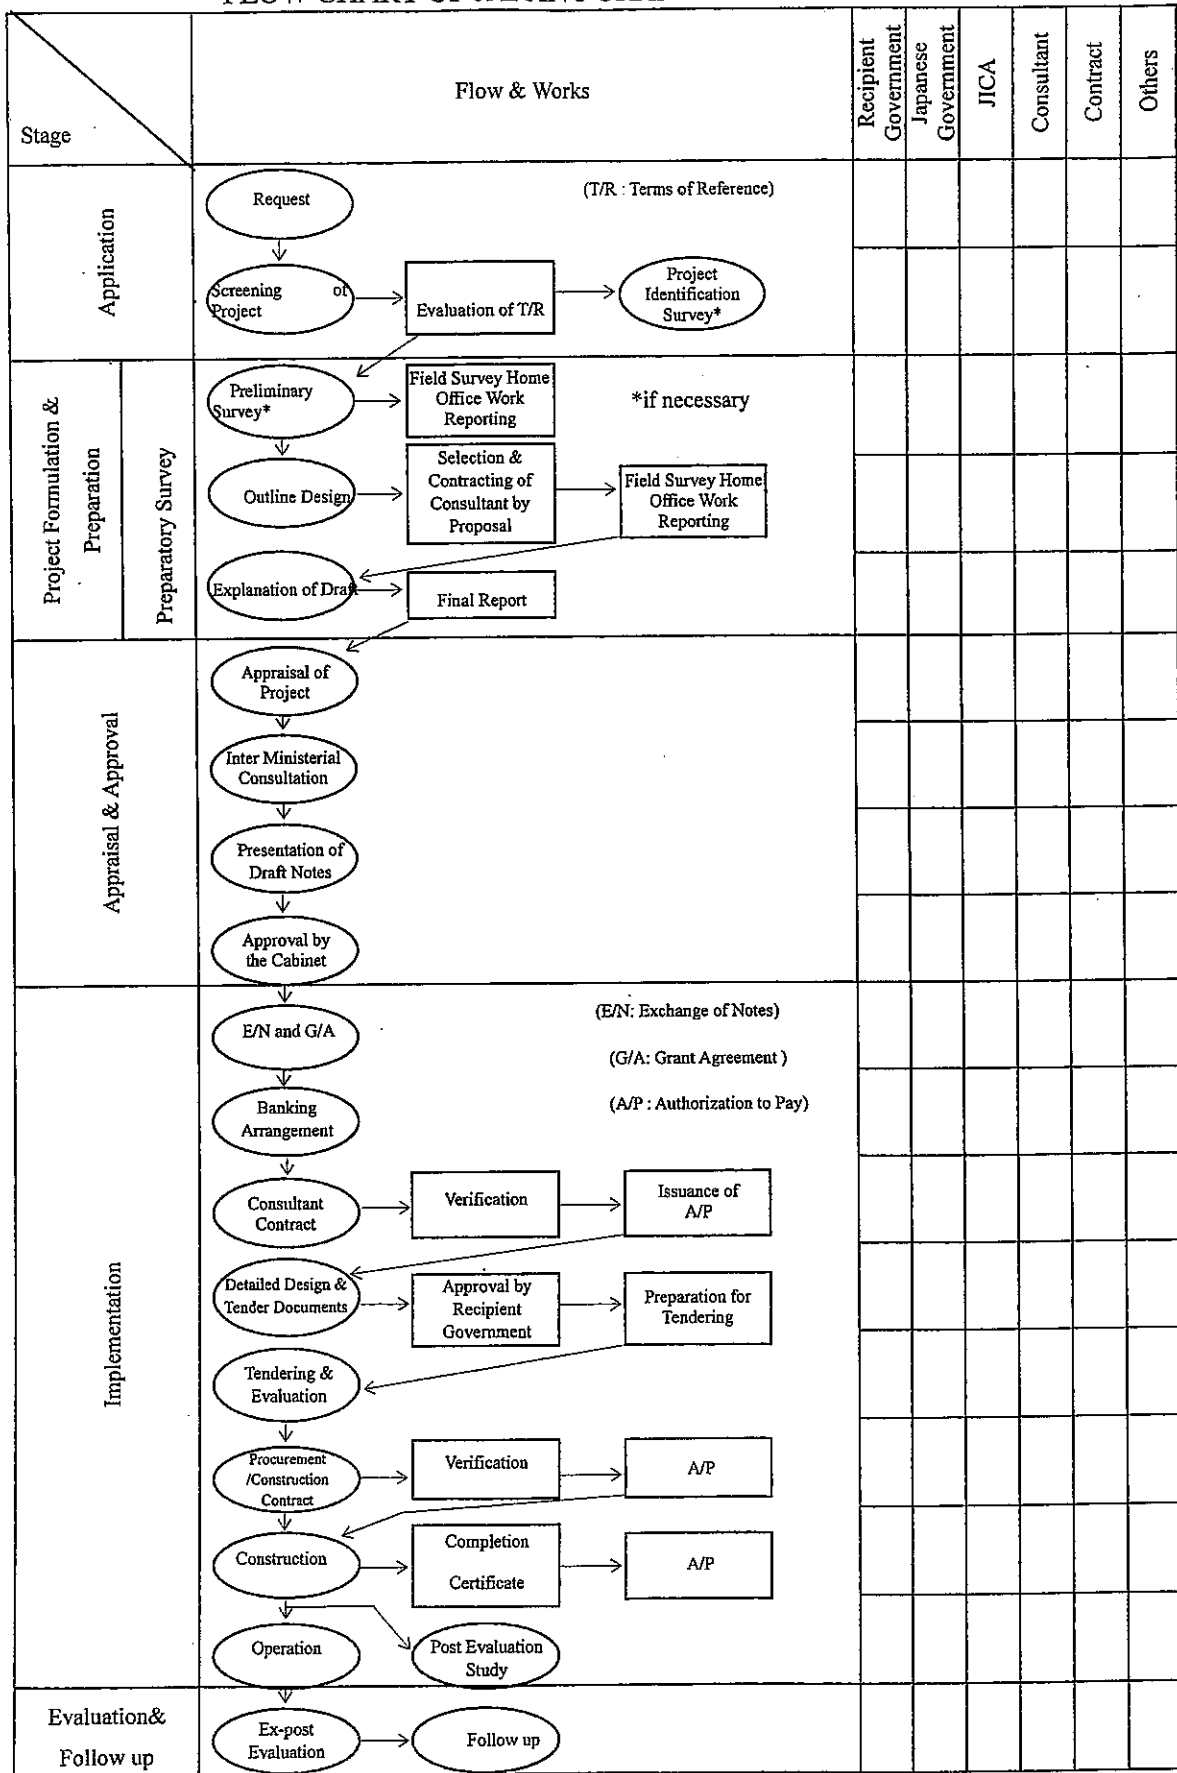 Stage
Flow & Works
Recipient
Government
Japanese
Government
JICA
Consultant
Contract
Others
Application
Request
(T/R : Terms of Reference)
Screening of
Project
Evaluation of T/R
Project
Identification
Survey*
Project Formulation &
Preparation
Preparatory Survey
Preliminary
Survey*
Field Survey Home
Office Work
Reporting
*if necessary
Outline Design
Selection &
Contracting of
Consultant by
Proposal
Field Survey Home
Office Work
Reporting
Explanation of Draft
Final Report
Appraisal & Approval
Appraisal of
Project
Inter Ministerial
Consultation
Presentation of
Draft Notes
Approval by
the Cabinet
Implementation
E/N and G/A
(E/N: Exchange of Notes)
(G/A: Grant Agreement )
(A/P : Authorization to Pay)
Banking
Arrangement
Consultant
Contract
Verification
Issuance of
A/P
Detailed Design &
Tender Documents
Approval by
Recipient
Government
Preparation for
Tendering
Tendering &
Evaluation
Procurement
/Construction
Contract
Verification
A/P
Construction
Completion
Certificate
A/P
Operation
Post Evaluation
Study
Evaluation&
Follow up
Ex-post
Evaluation
Follow up